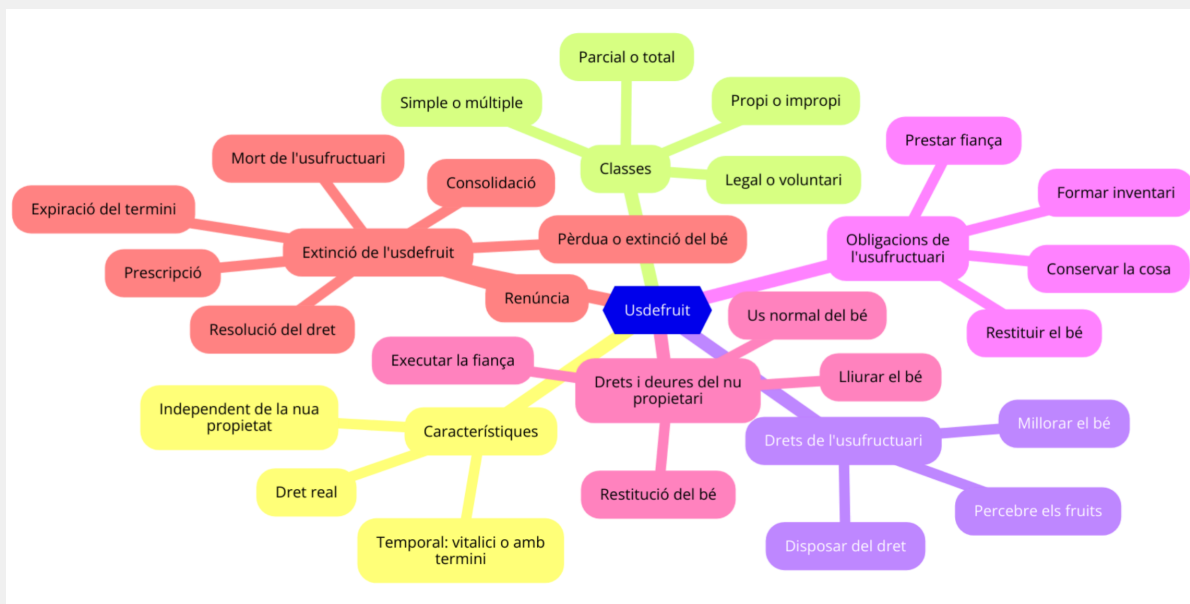 Usdefruit
Classes
Simple o múltiple
Parcial o total
Propi o impropi
Legal o voluntari
Obligacions de
l'usufructuari
Prestar fiança
Formar inventari
Conservar la cosa
Restituir el bé
Drets de l'usufructuari
Millorar el bé
Percebre els fruits
Disposar del dret
Drets i deures del nu
propietari
Us normal del bé
Lliurar el bé
Restitució del bé
Executar la fiança
Característiques
Independent de la nua
propietat
Dret real
Temporal: vitalici o amb
termini
Extinció de l'usdefruit
Mort de l'usufructuari
Expiració del termini
Prescripció
Resolució del dret
Consolidació
Pèrdua o extinció del bé
Renúncia